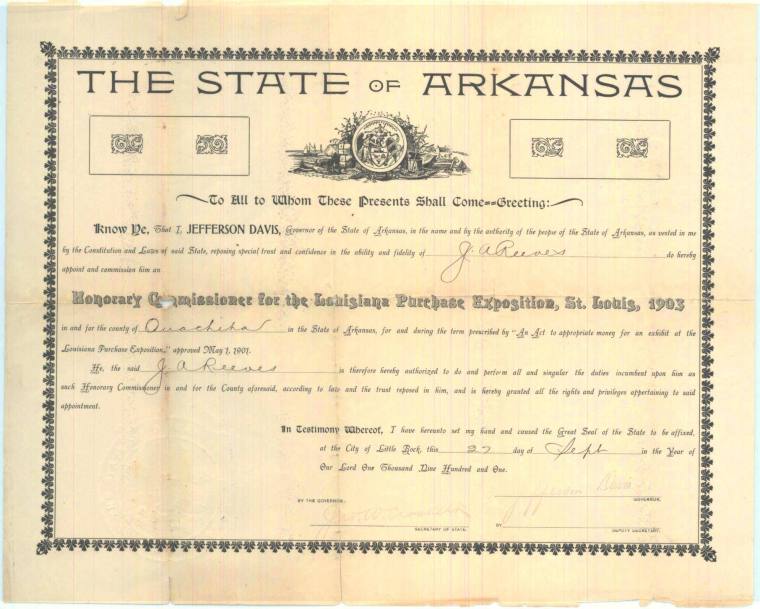 THE STATE OF ARKANSAS
To All to Whom These Presents Shall Come==Greeting:
Know Ye, That I, JEFFERSON DAVIS, Governor of the State of Arkansas, in the name and by the authority of the people of the State of Arkansas, as vested in me
by the Constitution and Laws of said State, reposing special trust and confidence in the ability and fidelity of J. A Reeves do hereby
appoint and commission him an
Honorary Commissioner for the Louisiana Purchase Exposition, St. Louis, 1903
in and for the county of Ouachita in the State of Arkansas, for and during the term prescribed by "An Act to appropriate money for an exhibit at the
Louisiana Purchase Exposition," approved May 1, 1901.
He, the said J. A Reeves is therefore hereby authorized to do and perform all and singular the duties incumbent upon him as
such Honorary Commissioner in and for the County aforesaid, according to law and the trust reposed in him, and is hereby granted all the rights and privileges appertaining to said
appointment.
In Testimony Whereof, I have hereunto set my hand and caused the Great Seal of the State to be affixed,
at the City of Little Rock, this 27 day of Sept in the Year of
Our Lord One Thousand Nine Hundred and One.
BY THE GOVERNOR.
GOVERNOR.
SECRETARY OF STATE.
BY
DEPUTY SECRETARY.